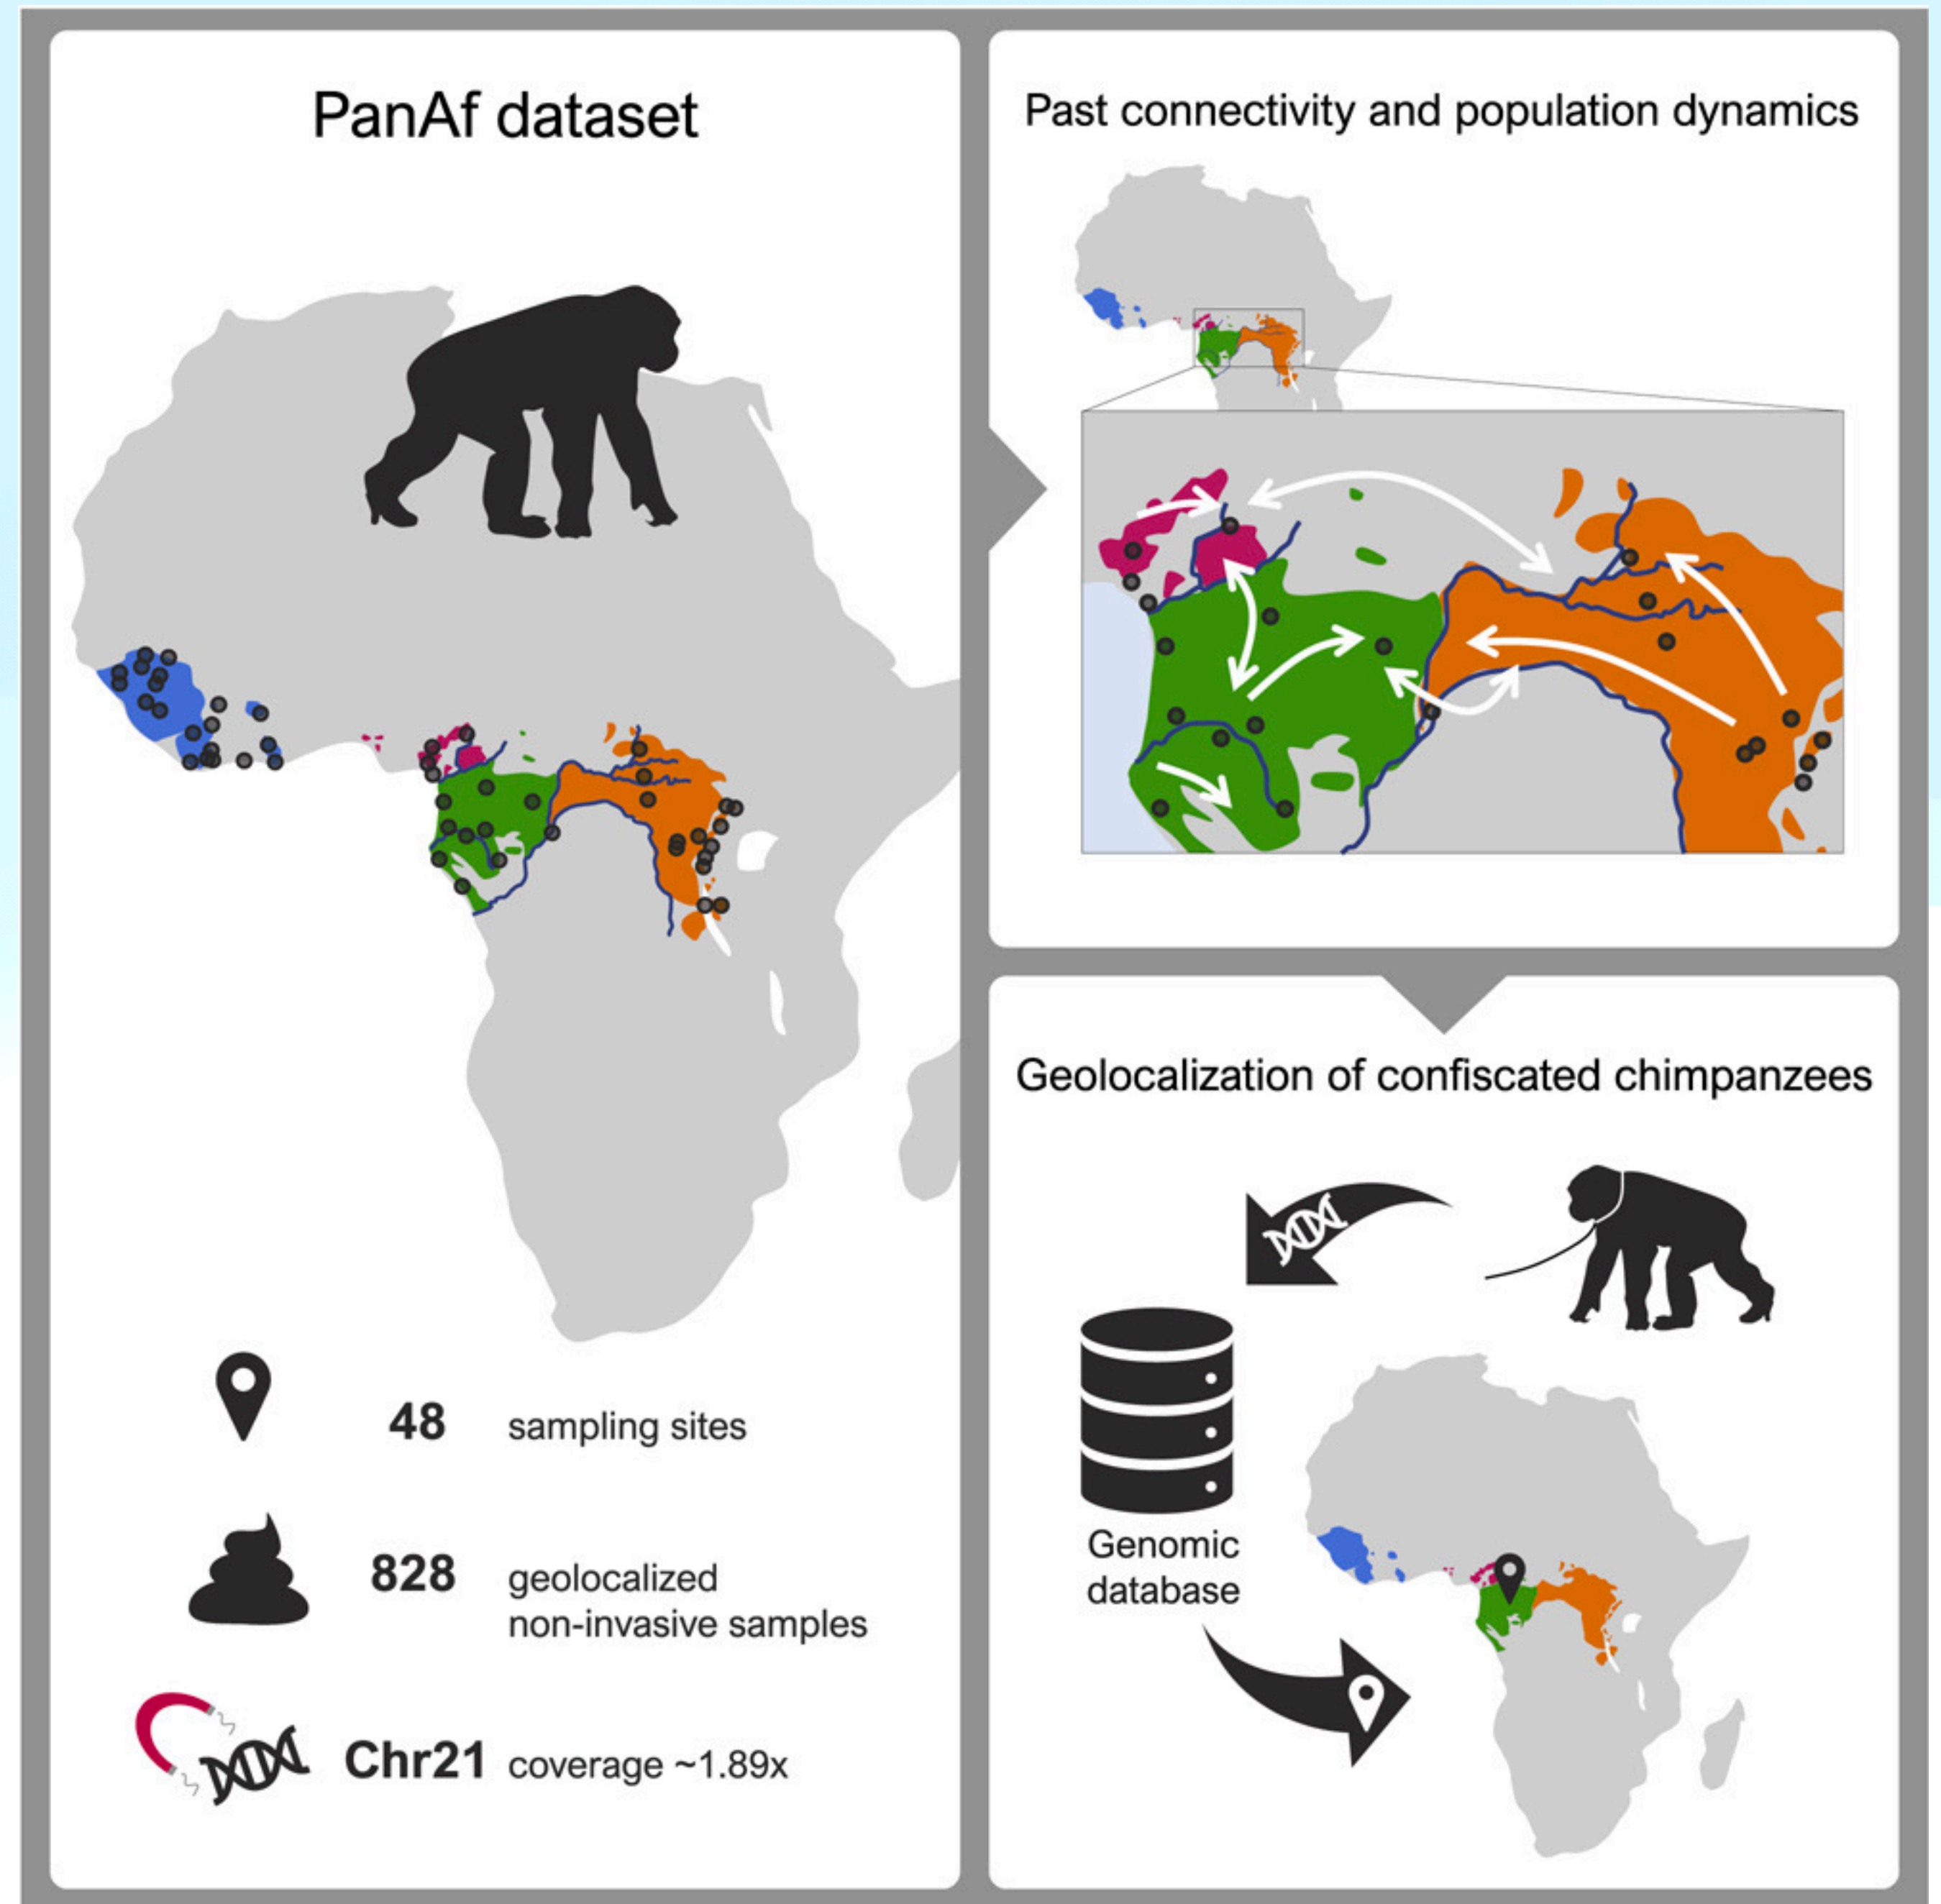 PanAf dataset
48 sampling sites
828 geolocalized
non-invasive samples
Chr21 coverage ~1.89x
Past connectivity and population dynamics
Geolocalization of confiscated chimpanzees
Genomic
database